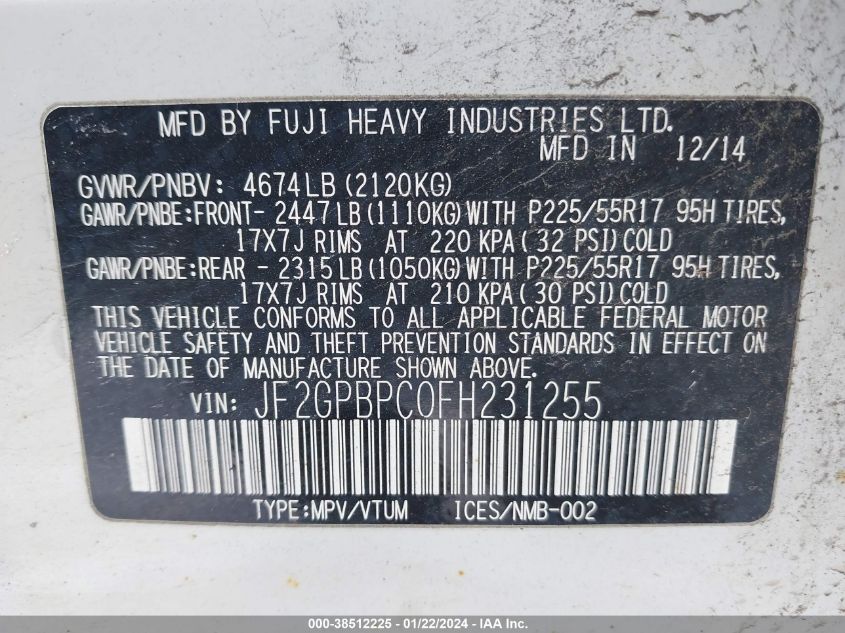 MFD BY FUJI HEAVY INDUSTRIES LTD.
MFD IN 12/14
GVWR/PNBV: 4674LB (2120KG)
GAWR/PNBE:FRONT- 2447LB(1110KG)WITH P225/55R17 95H TIRES,
17X7J RIMS AT 220 KPA(32 PSI)COLD
GAWR/PNBE:REAR - 2315LB(1050KG)WITH P225/55R17 95H TIRES,
17X7J RIMS AT 210 KPA(30 PSI)COLD
THIS VEHICLE CONFORMS TO ALL APPLICABLE FEDERAL MOTOR
VEHICLE SAFETY AND THEFT PREVENTION STANDARDS IN EFFECT ON
THE DATE OF MANUFACTURE SHOWN ABOVE.
VIN: JF2GPBPC0FH231255
TYPE:MPV/VTUM ICES/NMB-002
000-38512225 - 01/22/2024 - IAA Inc.